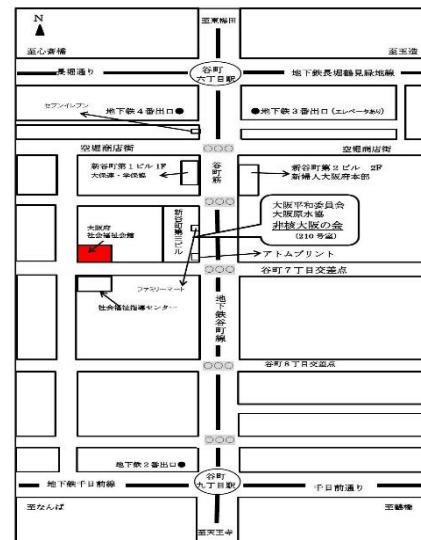 N
至東梅田
至心斎橋
至玉造
長堀通り
谷町
六丁目駅
地下鉄長堀鶴見緑地線
セブンイレブン
地下鉄4番出口●
●地下鉄3番出口(エレベータあり)
空堀商店街
空堀商店街
新谷町第1ビル1F
大保連・学保協
谷町筋
新谷町第2ビル 2F
新婦人大阪府本部
大阪府
社会福祉会館
新谷町第三ビル
大阪平和委員会
大阪原水協
非核大阪の会
(210号室)
アトムプリント
谷町7丁目交差点
ファミリーマート
社会福祉指導センター
地下鉄谷町線
谷町8丁目交差点
地下鉄2番出口●
谷町
九丁目駅
地下鉄千日前線
千日前通り
至なんば
至鶴橋
至天王寺